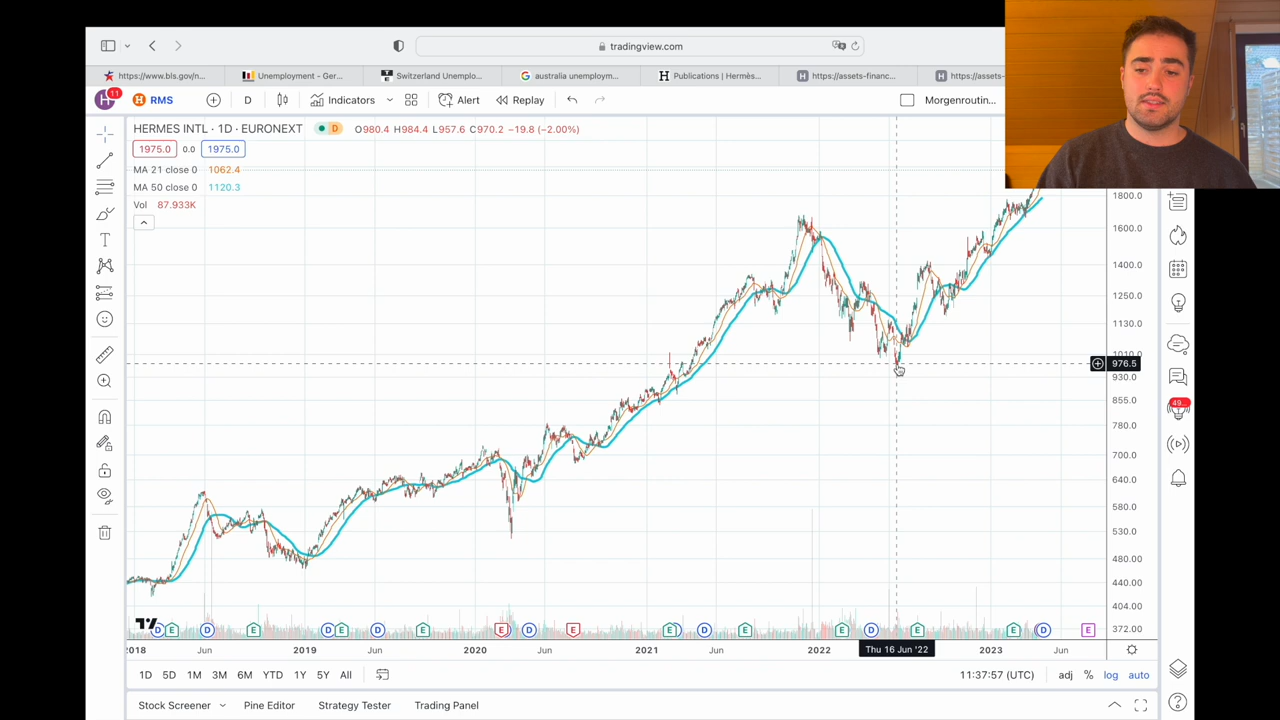 tradingview.com
https://www.bls.gov/n...
Unemployment - Ger...
Switzerland Unemplo...
australia unemploym...
Publications | Hermès...
https://assets-financ...
https://assets-
H 11 RMS D Indicators Alert Replay Morgenroutin...
HERMES INTL · 1D · EURONEXT D O980.4 H984.4 L957.6 C970.2 −19.8 (−2.00%)
1975.0 0.0 1975.0
MA 21 close 0 1062.4
MA 50 close 0 1120.3
Vol 87.933K
1800.0
1600.0
1400.0
1250.0
1130.0
1010.0
976.5
930.0
855.0
780.0
700.0
640.0
580.0
530.0
480.00
440.00
404.00
372.00
49...
D E D E D E D E E D E E D E E D E E D E
2018 Jun 2019 Jun 2020 Jun 2021 Jun 2022 Thu 16 Jun '22 2023 Jun
1D 5D 1M 3M 6M YTD 1Y 5Y All 11:37:57 (UTC) adj % log auto
Stock Screener Pine Editor Strategy Tester Trading Panel